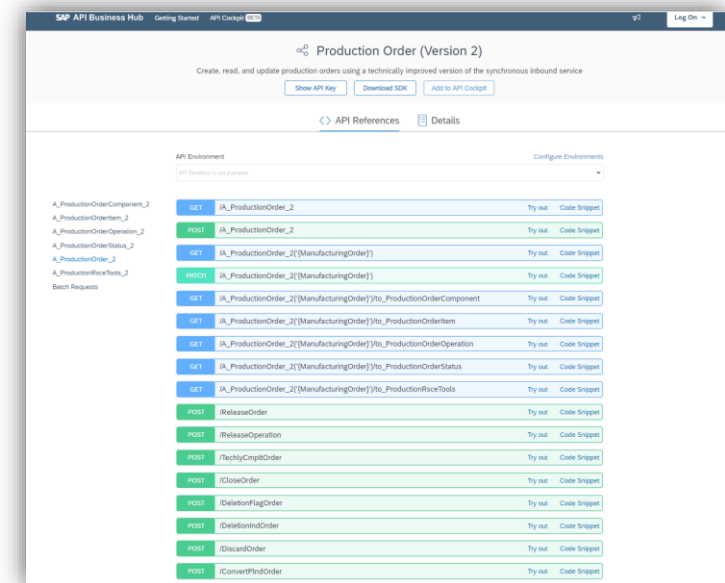 SAP API Business Hub Getting Started API Cockpit BETA Log On →
Production Order (Version 2)
Create, read, and update production orders using a technically improved version of the synchronous inbound service
Show API Key Download SDK Add to API Cockpit
<> API References Details
API Environment Configure Environments
API Sandbox is not available
A_ProductionOrderComponent_2
A_ProductionOrderItem_2
A_ProductionOrderOperation_2
A_ProductionOrderStatus_2
A_ProductionOrder_2
A_ProductionRsceTools_2
Batch Requests
GET /A_ProductionOrder_2 Try out Code Snippet
POST /A_ProductionOrder_2 Try out Code Snippet
GET /A_ProductionOrder_2('{ManufacturingOrder}') Try out Code Snippet
PATCH /A_ProductionOrder_2('{ManufacturingOrder}') Try out Code Snippet
GET /A_ProductionOrder_2('{ManufacturingOrder}')/to_ProductionOrderComponent Try out Code Snippet
GET /A_ProductionOrder_2('{ManufacturingOrder}')/to_ProductionOrderItem Try out Code Snippet
GET /A_ProductionOrder_2('{ManufacturingOrder}')/to_ProductionOrderOperation Try out Code Snippet
GET /A_ProductionOrder_2('{ManufacturingOrder}')/to_ProductionOrderStatus Try out Code Snippet
GET /A_ProductionOrder_2('{ManufacturingOrder}')/to_ProductionRsceTools Try out Code Snippet
POST /ReleaseOrder Try out Code Snippet
POST /ReleaseOperation Try out Code Snippet
POST /TechlyCmpltOrder Try out Code Snippet
POST /CloseOrder Try out Code Snippet
POST /DeletionFlagOrder Try out Code Snippet
POST /DeletionIndOrder Try out Code Snippet
POST /DiscardOrder Try out Code Snippet
POST /ConvertPlndOrder Try out Code Snippet